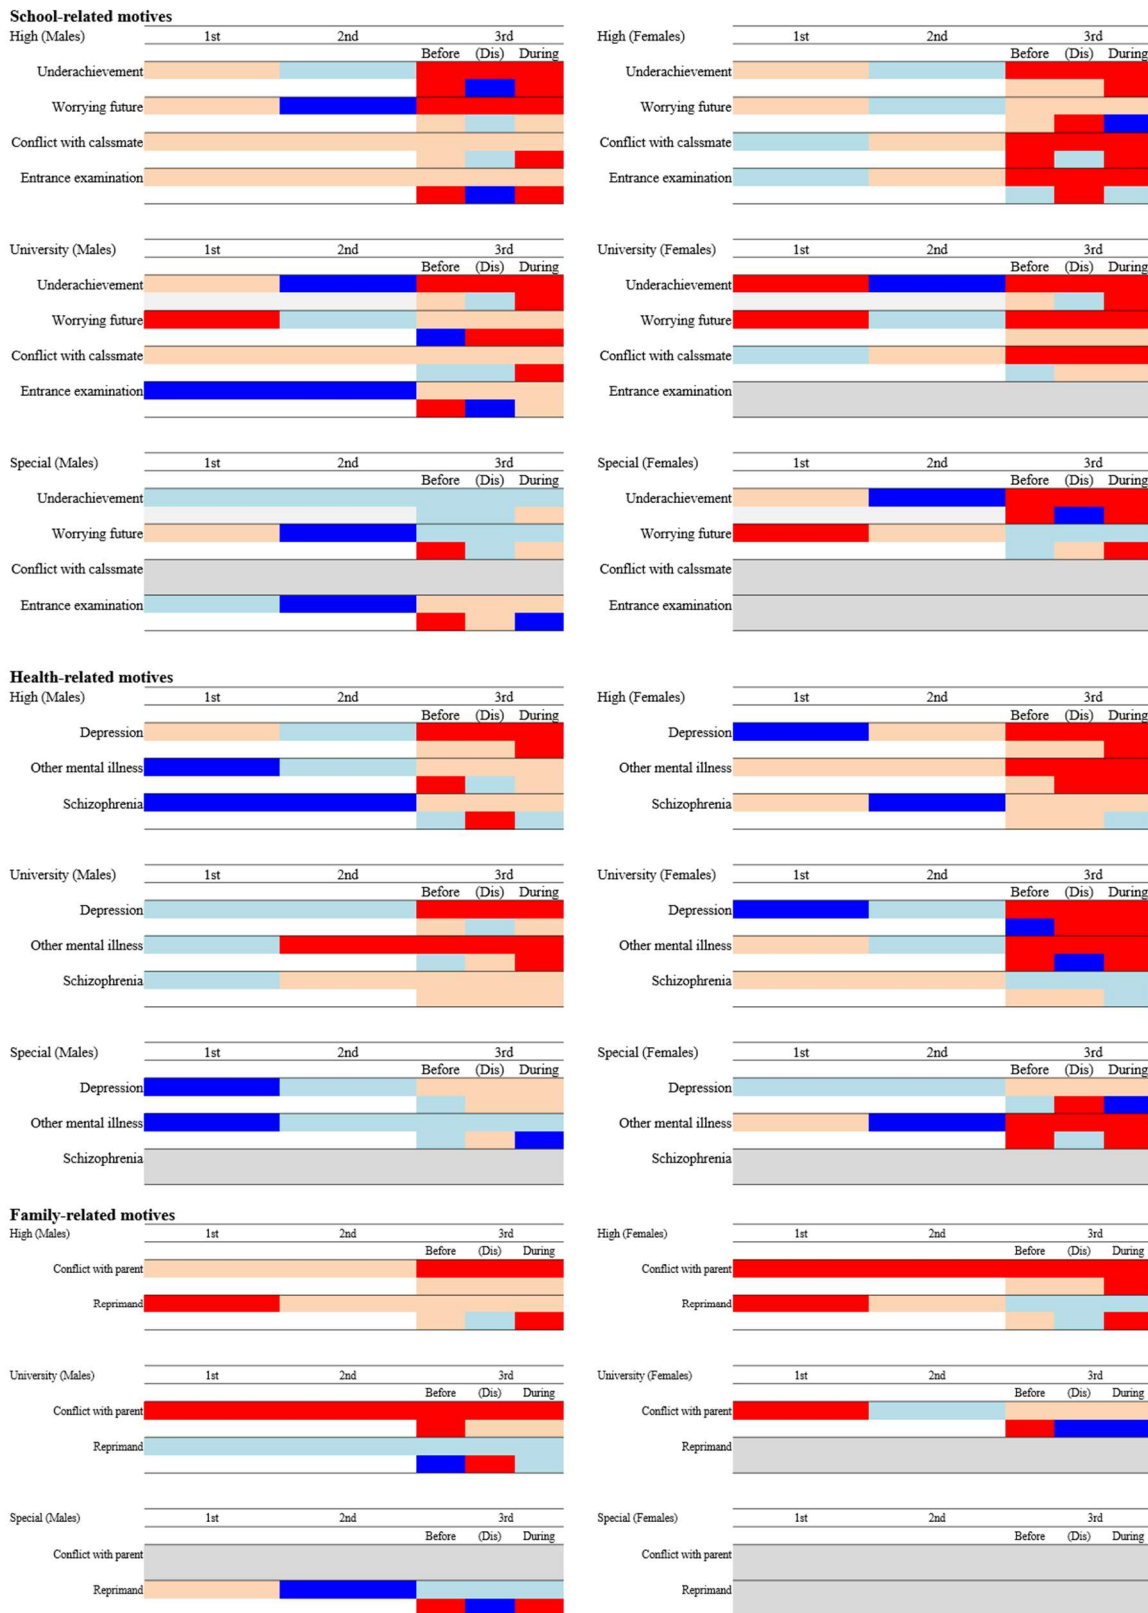 School-related motives
High (Males) 1st 2nd 3rd
Before (Dis) During
Underachievement
Worrying future
Conflict with calssmate
Entrance examination
High (Females) 1st 2nd 3rd
Before (Dis) During
Underachievement
Worrying future
Conflict with calssmate
Entrance examination
University (Males) 1st 2nd 3rd
Before (Dis) During
Underachievement
Worrying future
Conflict with calssmate
Entrance examination
University (Females) 1st 2nd 3rd
Before (Dis) During
Underachievement
Worrying future
Conflict with calssmate
Entrance examination
Special (Males) 1st 2nd 3rd
Before (Dis) During
Underachievement
Worrying future
Conflict with calssmate
Entrance examination
Special (Females) 1st 2nd 3rd
Before (Dis) During
Underachievement
Worrying future
Conflict with calssmate
Entrance examination
Health-related motives
High (Males) 1st 2nd 3rd
Before (Dis) During
Depression
Other mental illness
Schizophrenia
High (Females) 1st 2nd 3rd
Before (Dis) During
Depression
Other mental illness
Schizophrenia
University (Males) 1st 2nd 3rd
Before (Dis) During
Depression
Other mental illness
Schizophrenia
University (Females) 1st 2nd 3rd
Before (Dis) During
Depression
Other mental illness
Schizophrenia
Special (Males) 1st 2nd 3rd
Before (Dis) During
Depression
Other mental illness
Schizophrenia
Special (Females) 1st 2nd 3rd
Before (Dis) During
Depression
Other mental illness
Schizophrenia
Family-related motives
High (Males) 1st 2nd 3rd
Before (Dis) During
Conflict with parent
Reprimand
High (Females) 1st 2nd 3rd
Before (Dis) During
Conflict with parent
Reprimand
University (Males) 1st 2nd 3rd
Before (Dis) During
Conflict with parent
Reprimand
University (Females) 1st 2nd 3rd
Before (Dis) During
Conflict with parent
Reprimand
Special (Males) 1st 2nd 3rd
Before (Dis) During
Conflict with parent
Reprimand
Special (Females) 1st 2nd 3rd
Before (Dis) During
Conflict with parent
Reprimand